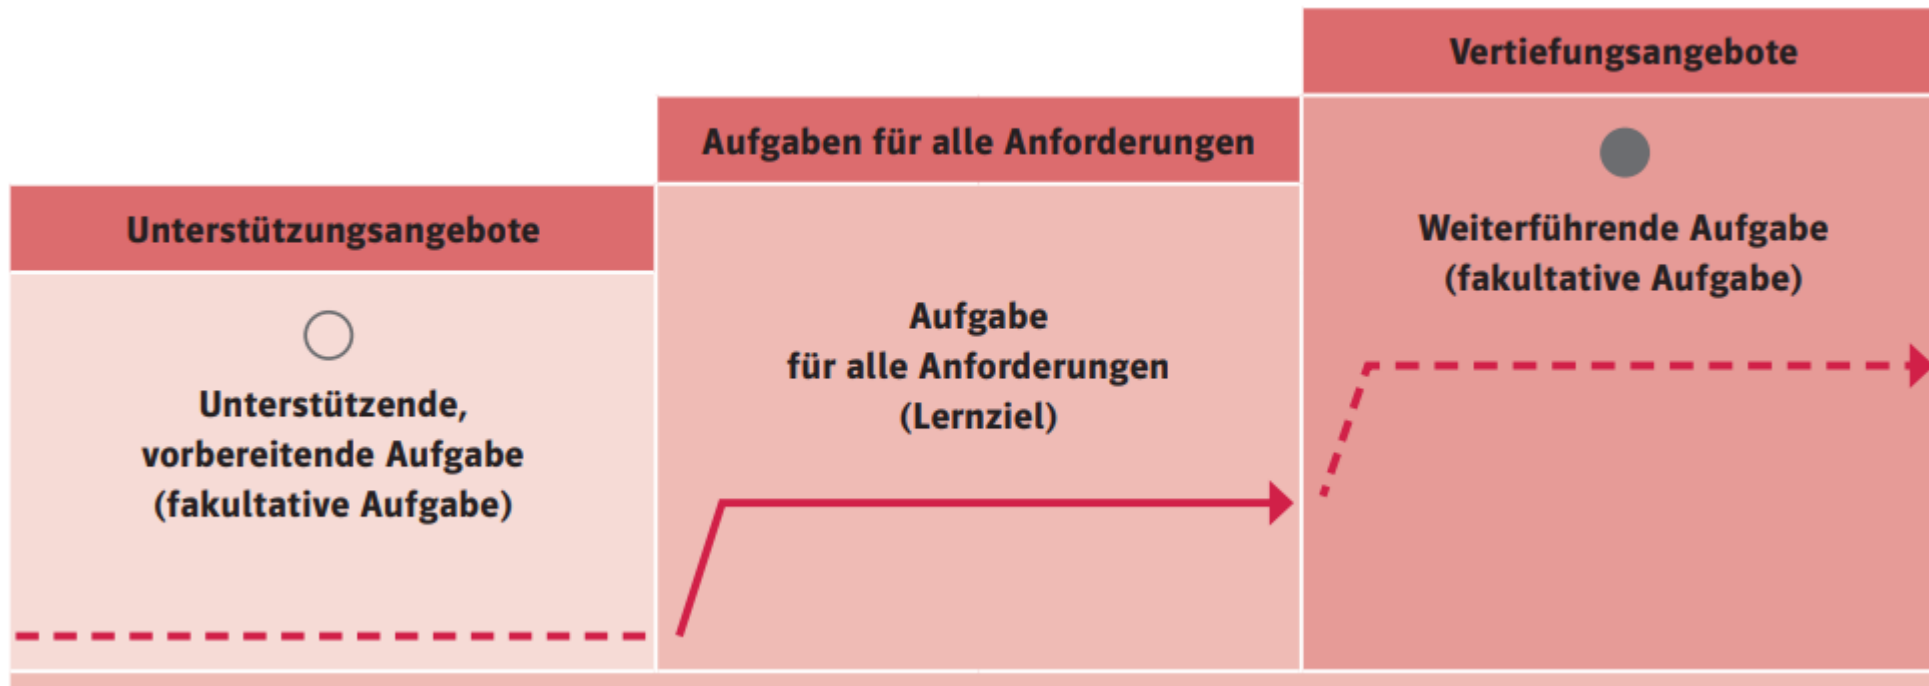 Unterstützungsangebote
Unterstützende,
vorbereitende Aufgabe
(fakultative Aufgabe)
Aufgaben für alle Anforderungen
Aufgabe
für alle Anforderungen
(Lernziel)
Vertiefungsangebote
Weiterführende Aufgabe
(fakultative Aufgabe)